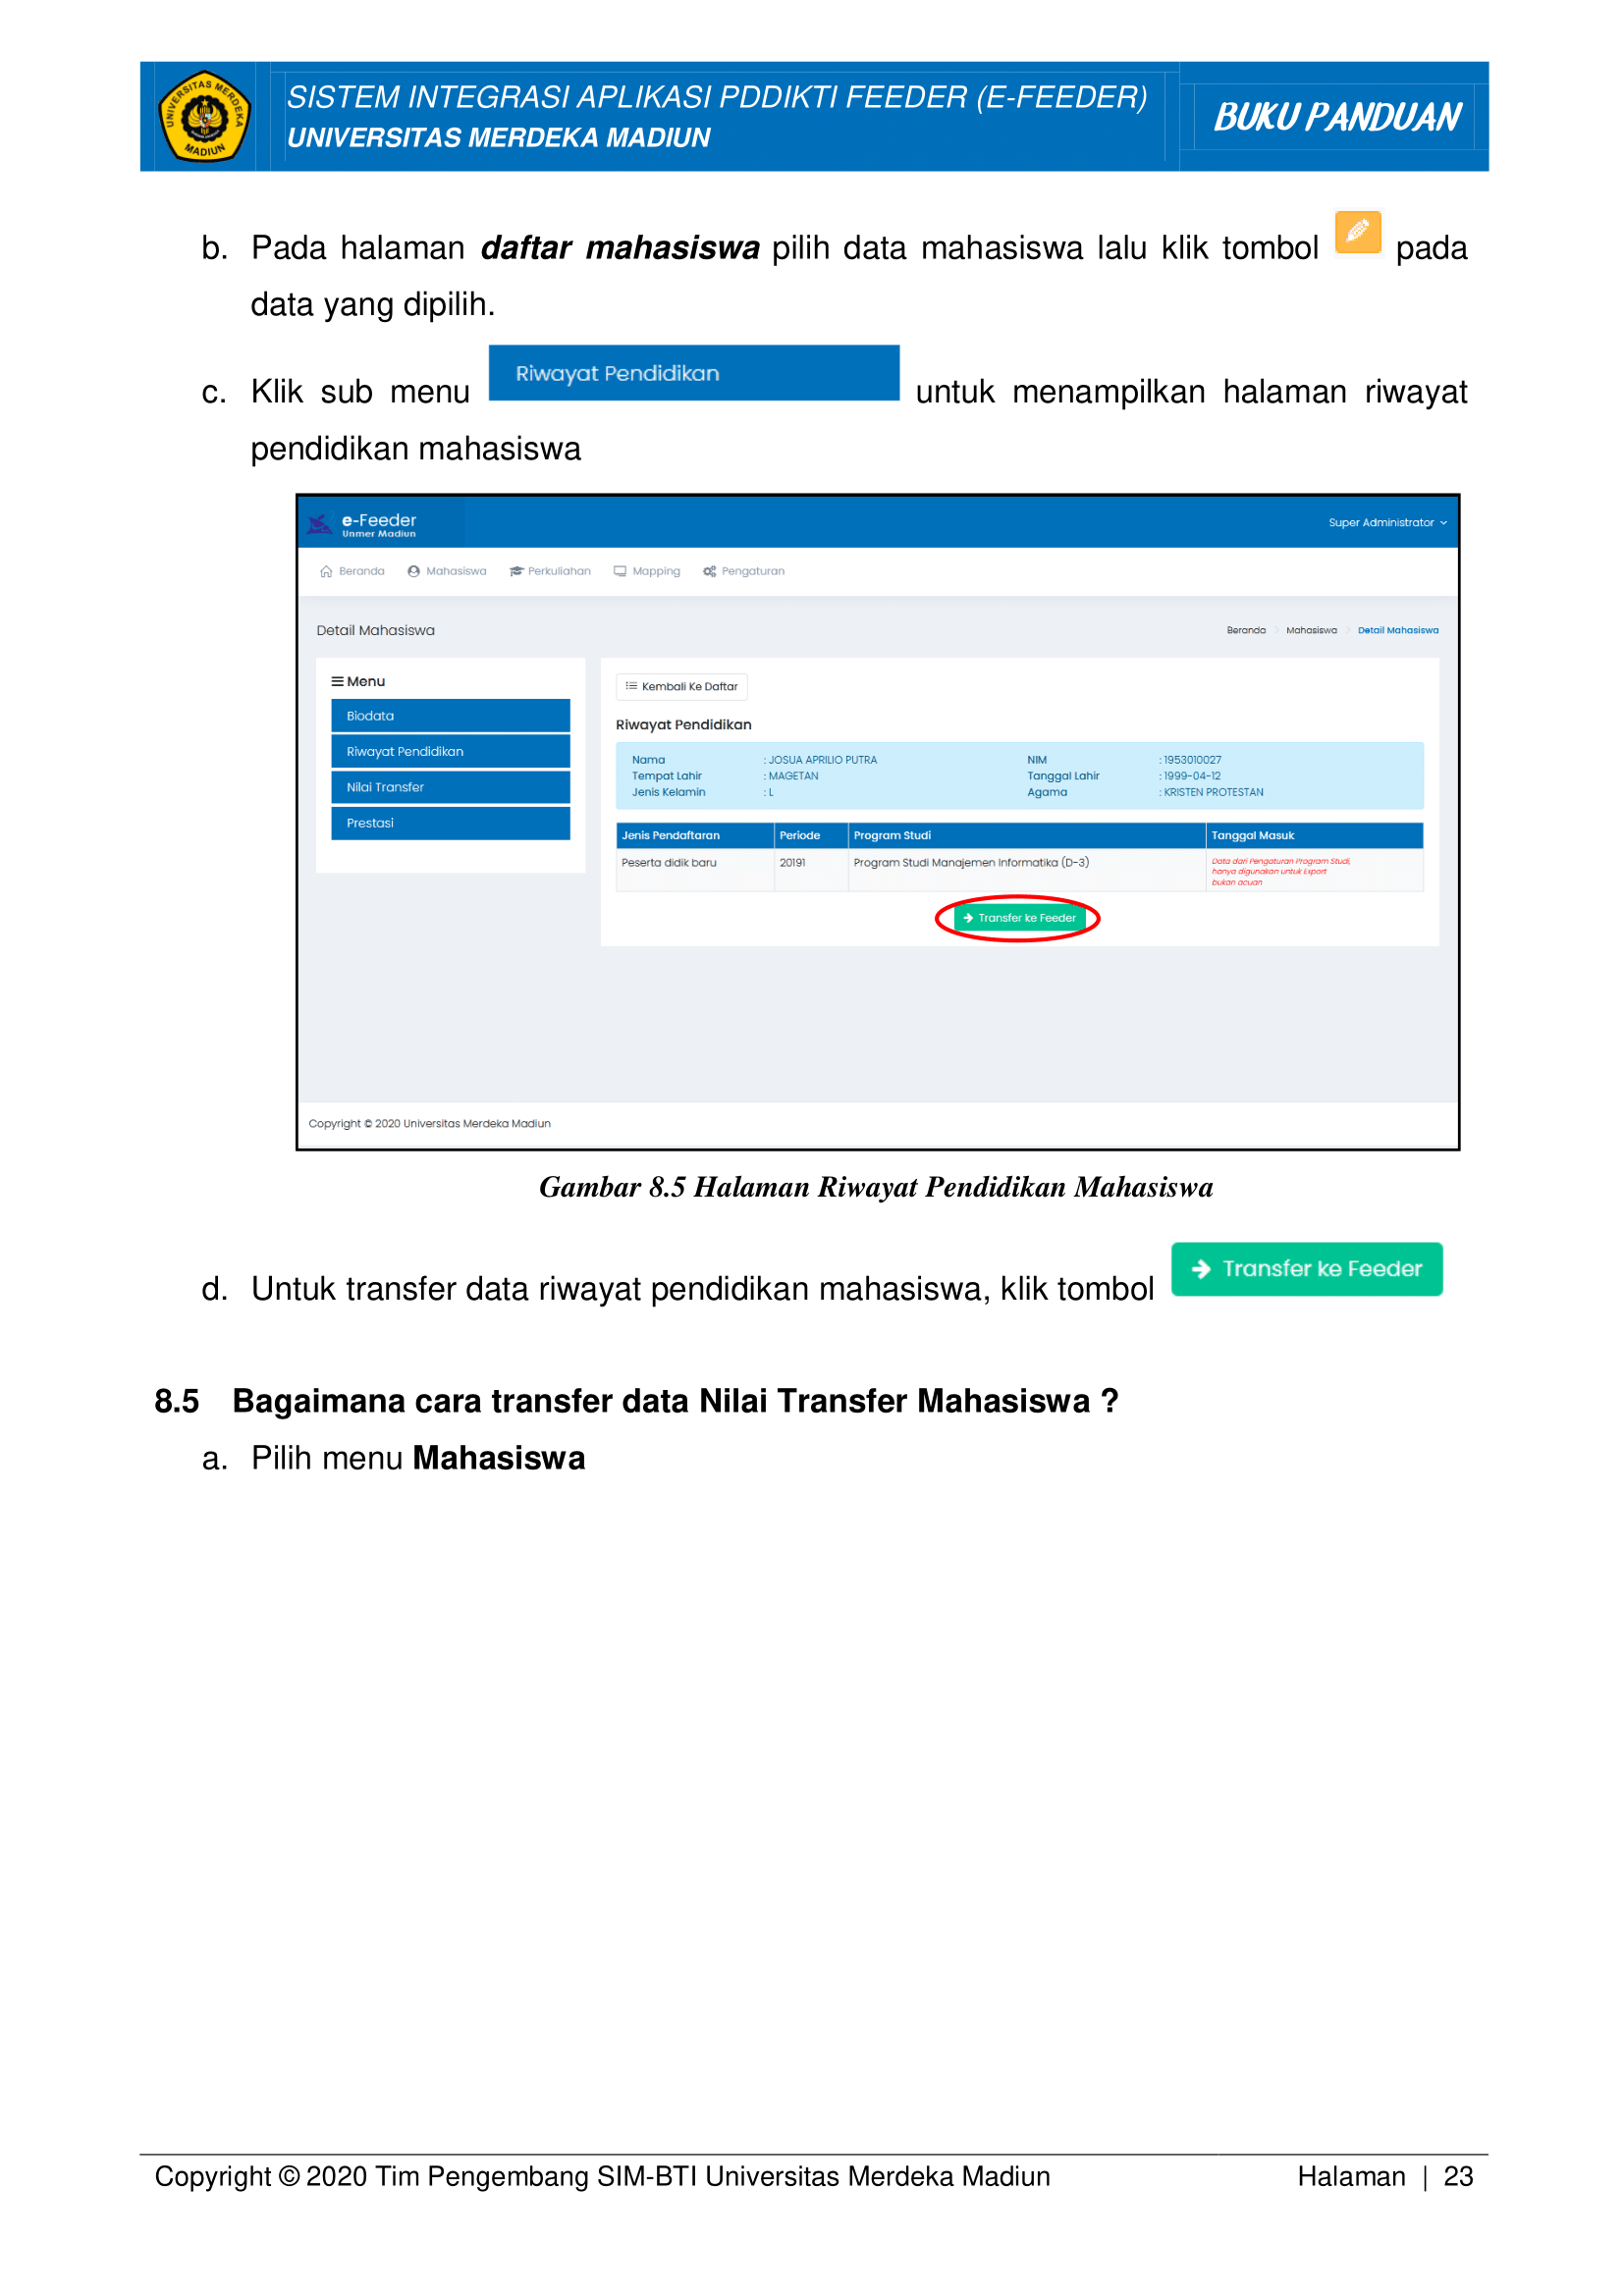 UNIVERSITAS MERDEKA
MADIUN
SISTEM INTEGRASI APLIKASI PDDIKTI FEEDER (E-FEEDER)
UNIVERSITAS MERDEKA MADIUN
BUKU PANDUAN
b. Pada halaman daftar mahasiswa pilih data mahasiswa lalu klik tombol pada
data yang dipilih.
c. Klik sub menu Riwayat Pendidikan untuk menampilkan halaman riwayat
pendidikan mahasiswa
e-Feeder
Unmer Madiun
Super Administrator
Beranda Mahasiswa Perkuliahan Mapping Pengaturan
Detail Mahasiswa
Beranda Mahasiswa Detail Mahasiswa
Menu
Biodata
Riwayat Pendidikan
Nilai Transfer
Prestasi
Kembali Ke Daftar
Riwayat Pendidikan
Nama : JOSUA APRILIO PUTRA NIM : 1953010027
Tempat Lahir : MAGETAN Tanggal Lahir : 1999-04-12
Jenis Kelamin : L Agama : KRISTEN PROTESTAN
Jenis Pendaftaran Periode Program Studi Tanggal Masuk
Peserta didik baru 20191 Program Studi Manajemen Informatika (D-3) Data dari Pengaturan Program Studi,
hanya digunakan untuk Export
bukan acuan
Transfer ke Feeder
Copyright © 2020 Universitas Merdeka Madiun
Gambar 8.5 Halaman Riwayat Pendidikan Mahasiswa
d. Untuk transfer data riwayat pendidikan mahasiswa, klik tombol Transfer ke Feeder
8.5 Bagaimana cara transfer data Nilai Transfer Mahasiswa ?
a. Pilih menu Mahasiswa
Copyright © 2020 Tim Pengembang SIM-BTI Universitas Merdeka Madiun Halaman | 23